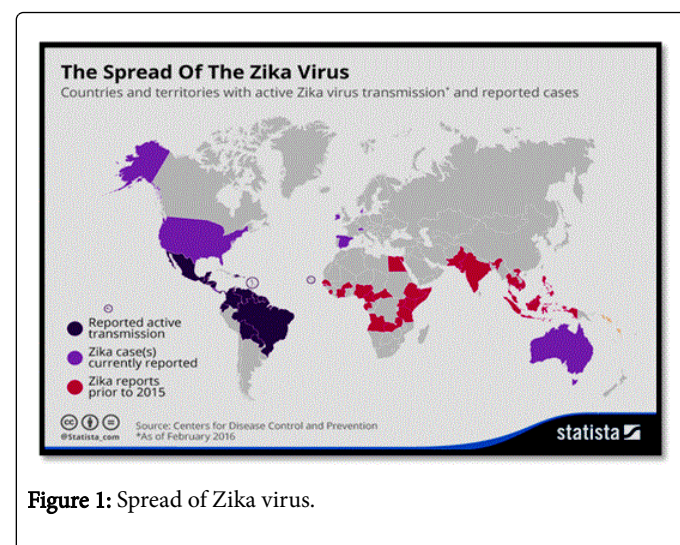 The Spread Of The Zika Virus
Countries and territories with active Zika virus transmission* and reported cases
Reported active
transmission
Zika case(s)
currently reported
Zika reports
prior to 2015
@Statista_com
Source: Centers for Disease Control and Prevention
*As of February 2016
statista
Figure 1: Spread of Zika virus.